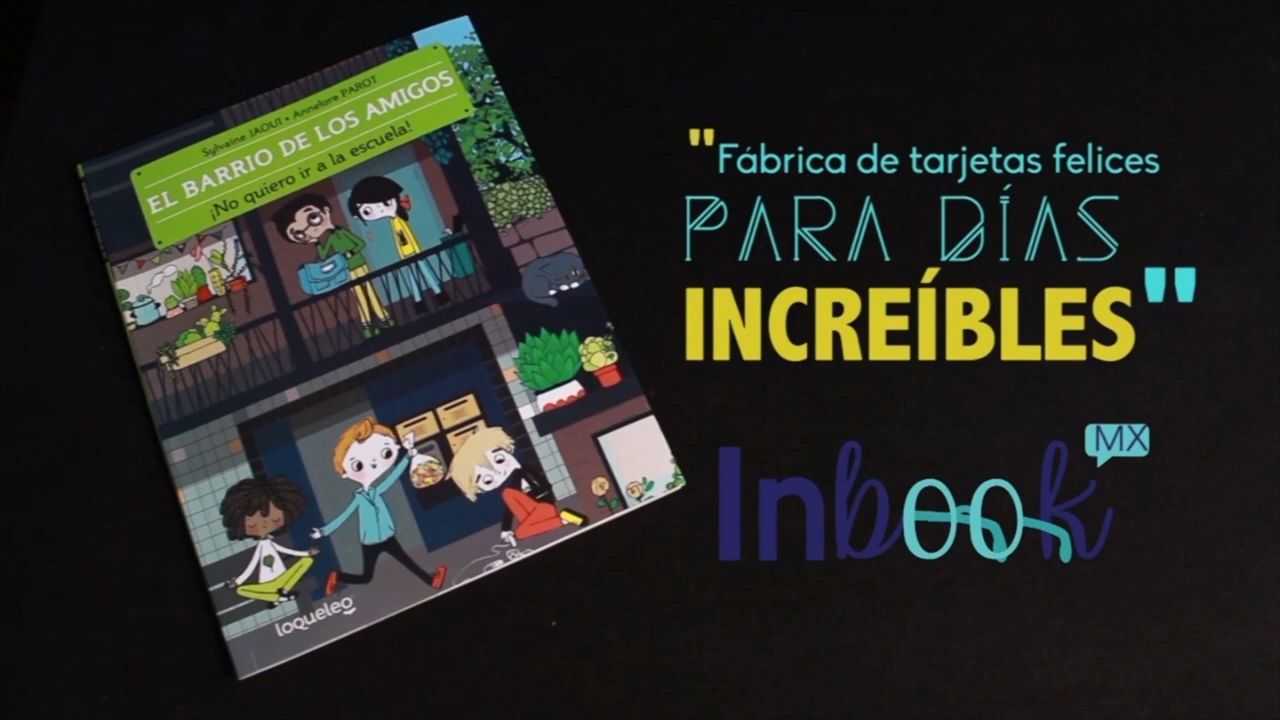 Sylvaine JAOUI • Annelore PAROT
EL BARRIO DE LOS AMIGOS
¡No quiero ir a la escuela!
loqueleo
"Fábrica de tarjetas felices
PARA DÍAS
INCREÍBLES"
Inbook
MX